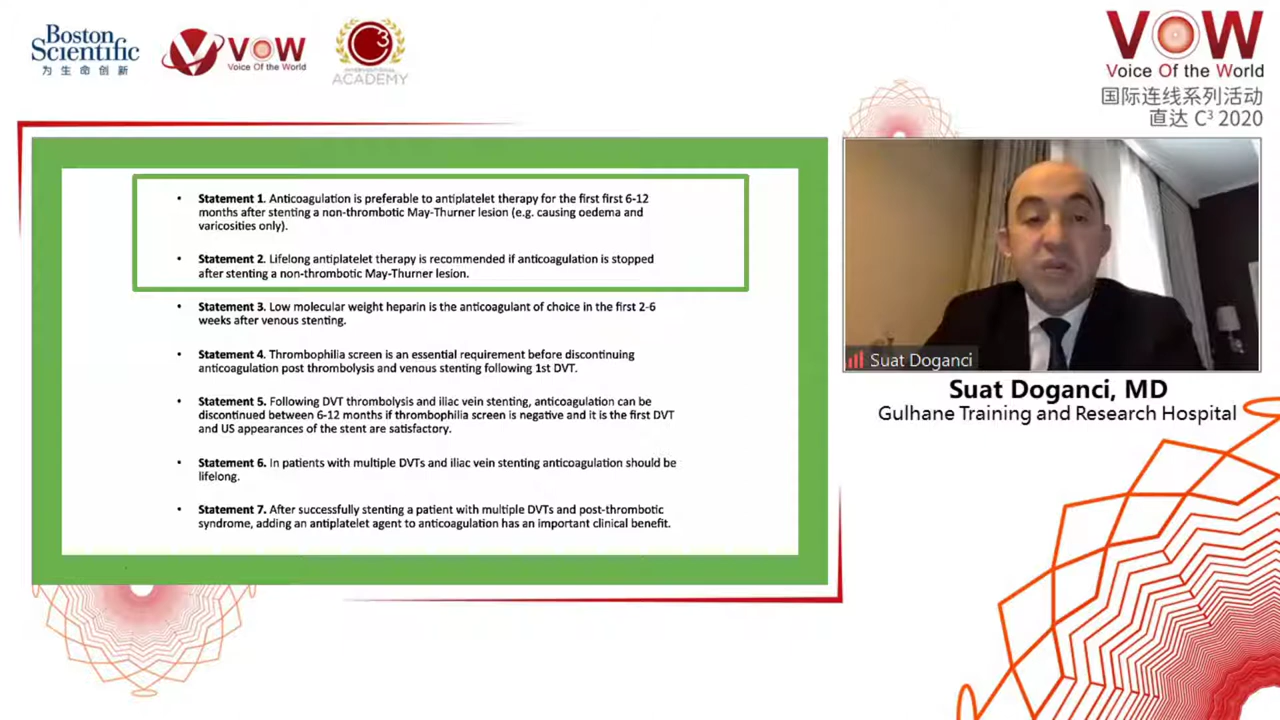 Boston
Scientific
为生命创新
VOW
Voice Of the World
C3
INTERNATIONAL
ACADEMY
VOW
Voice Of the World
国际连线系列活动
直达 C³ 2020
• Statement 1. Anticoagulation is preferable to antiplatelet therapy for the first first 6-12
months after stenting a non-thrombotic May-Thurner lesion (e.g. causing oedema and
varicosities only).
• Statement 2. Lifelong antiplatelet therapy is recommended if anticoagulation is stopped
after stenting a non-thrombotic May-Thurner lesion.
• Statement 3. Low molecular weight heparin is the anticoagulant of choice in the first 2-6
weeks after venous stenting.
• Statement 4. Thrombophilia screen is an essential requirement before discontinuing
anticoagulation post thrombolysis and venous stenting following 1st DVT.
• Statement 5. Following DVT thrombolysis and iliac vein stenting, anticoagulation can be
discontinued between 6-12 months if thrombophilia screen is negative and it is the first DVT
and US appearances of the stent are satisfactory.
• Statement 6. In patients with multiple DVTs and iliac vein stenting anticoagulation should be
lifelong.
• Statement 7. After successfully stenting a patient with multiple DVTs and post-thrombotic
syndrome, adding an antiplatelet agent to anticoagulation has an important clinical benefit.
Suat Doganci
Suat Doganci, MD
Gulhane Training and Research Hospital